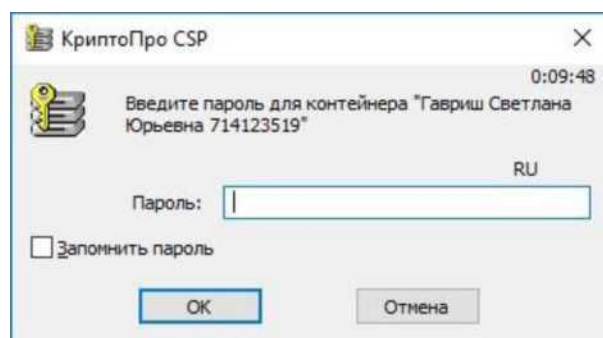 КриптоПро CSP
0:09:48
Введите пароль для контейнера "Гавриш Светлана
Юрьевна 714123519"
RU
Пароль:
Запомнить пароль
OK
Отмена